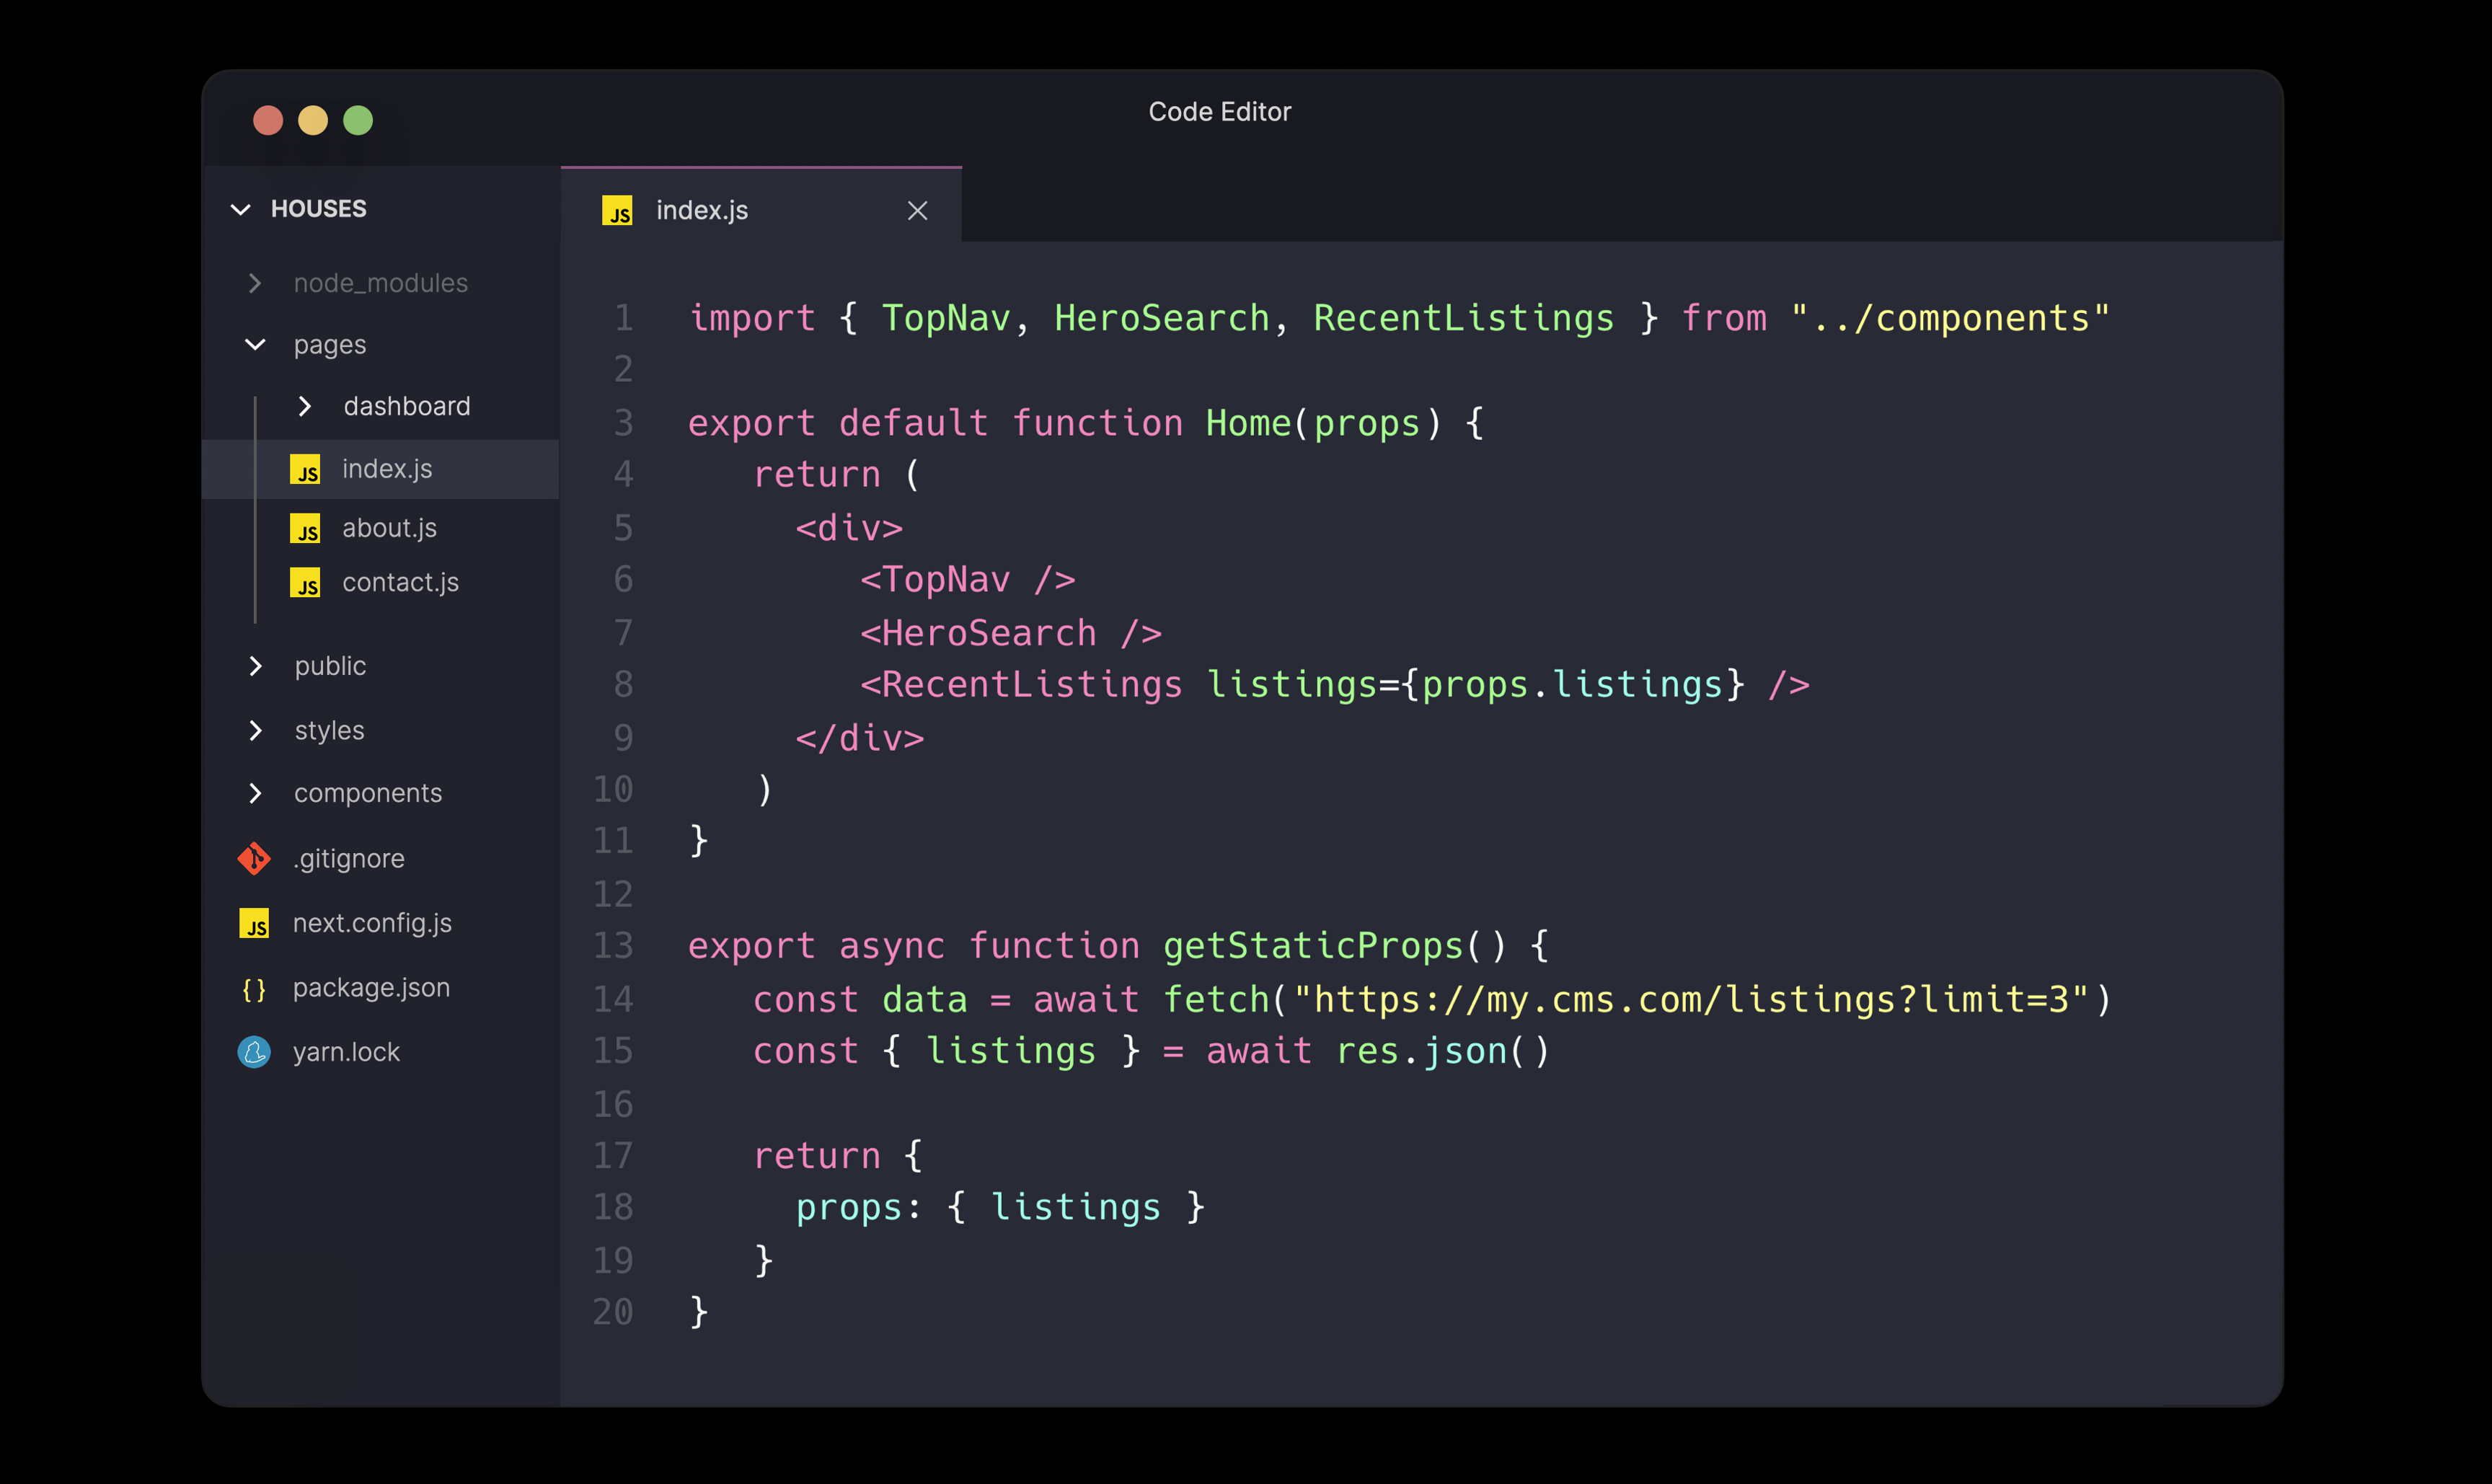 Code Editor
HOUSES
node_modules
pages
dashboard
JS index.js
JS about.js
JS contact.js
public
styles
components
.gitignore
JS next.config.js
{} package.json
yarn.lock
JS index.js
1 import { TopNav, HeroSearch, RecentListings } from "../components"
2
3 export default function Home(props) {
4    return (
5      <div>
6         <TopNav />
7         <HeroSearch />
8         <RecentListings listings={props.listings} />
9      </div>
10    )
11 }
12
13 export async function getStaticProps() {
14    const data = await fetch("https://my.cms.com/listings?limit=3")
15    const { listings } = await res.json()
16
17    return {
18      props: { listings }
19    }
20 }